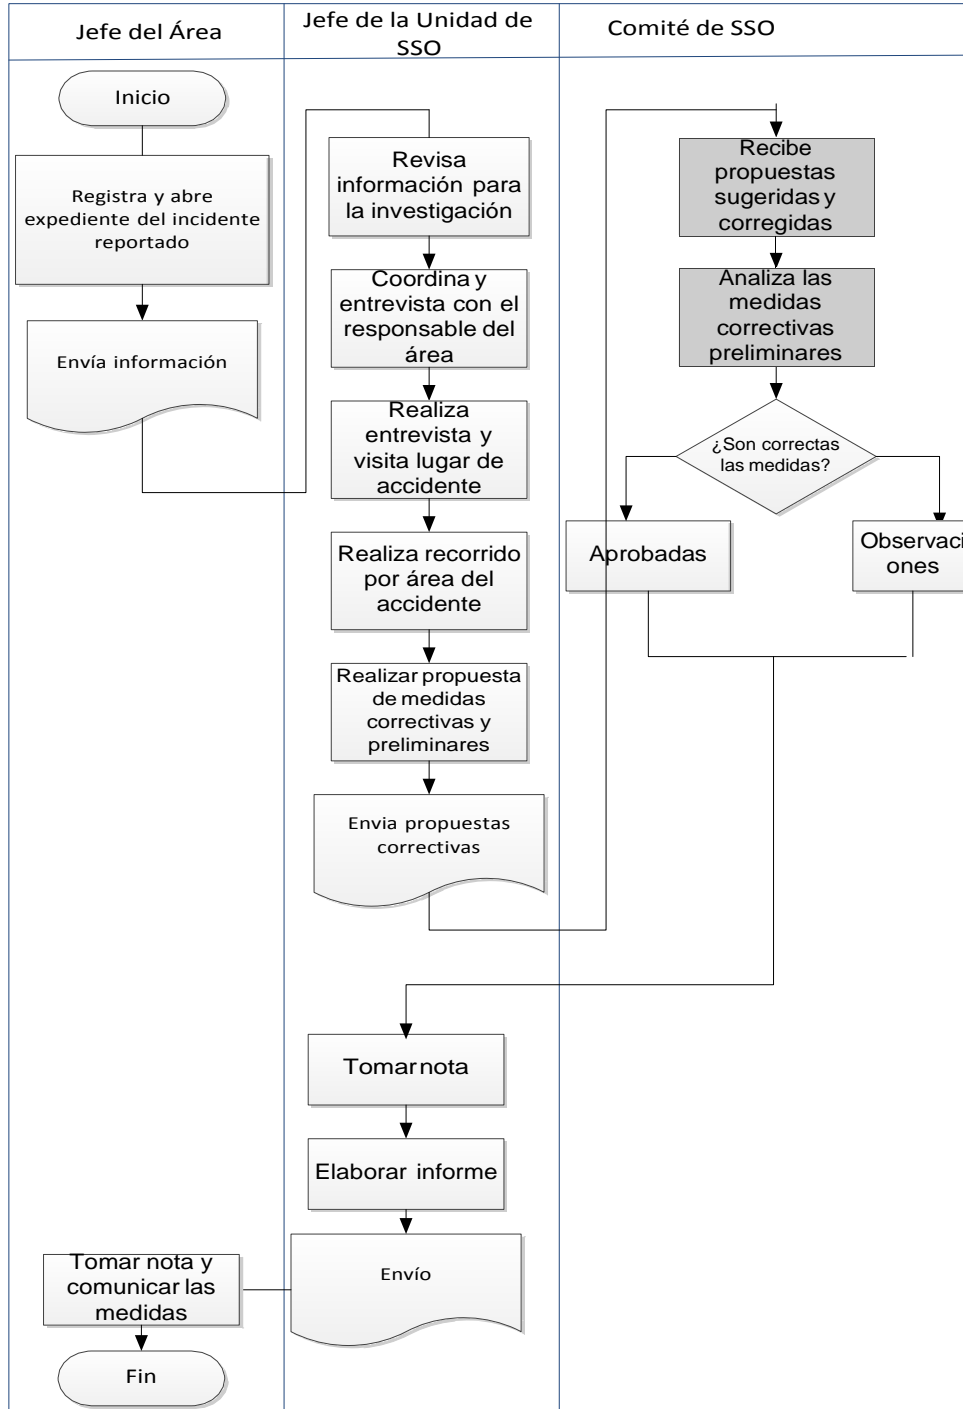 Jefe del Área
Jefe de la Unidad de
SSO
Comité de SSO
Inicio
Registra y abre
expediente del incidente
reportado
Envía información
Revisa
información para
la investigación
Coordina y
entrevista con el
responsable del
área
Realiza
entrevista y
visita lugar de
accidente
Realiza recorrido
por área del
accidente
Realizar propuesta
de medidas
correctivas y
preliminares
Envia propuestas
correctivas
Recibe
propuestas
sugeridas y
corregidas
Analiza las
medidas
correctivas
preliminares
¿Son correctas
las medidas?
Aprobadas
Observaci
ones
Tomar nota
Elaborar informe
Envío
Tomar nota y
comunicar las
medidas
Fin